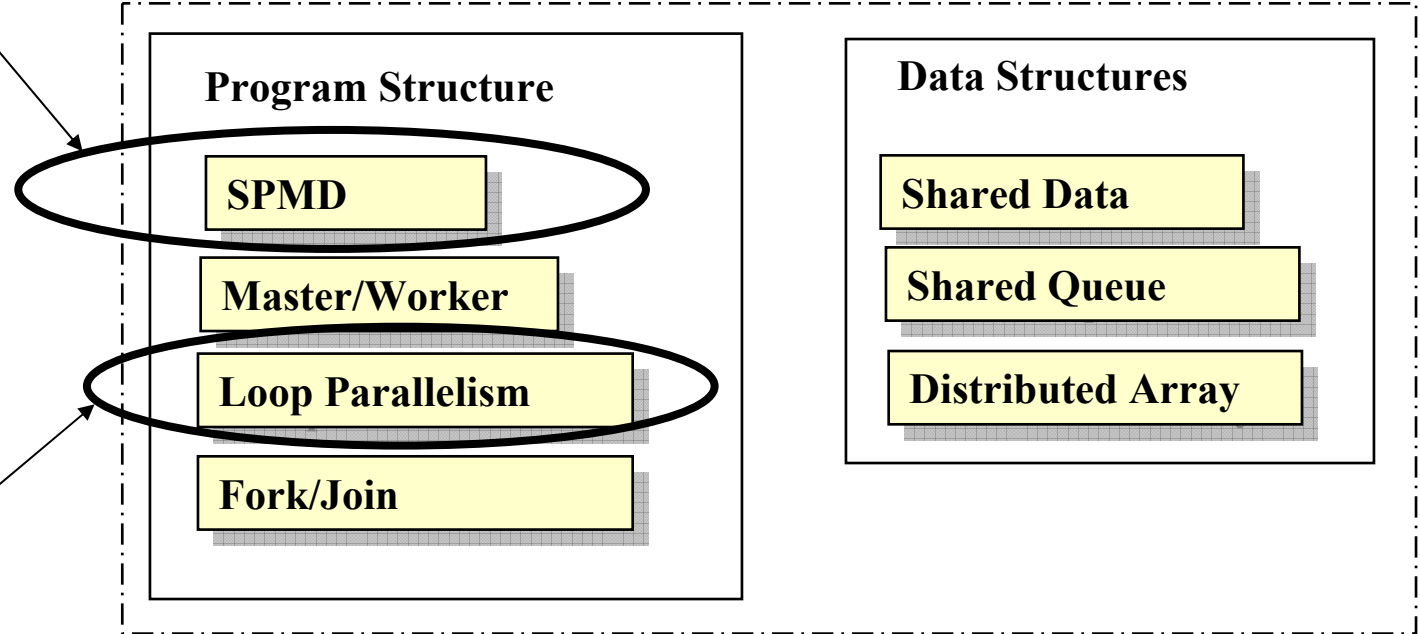 Program Structure
SPMD
Master/Worker
Loop Parallelism
Fork/Join
Data Structures
Shared Data
Shared Queue
Distributed Array